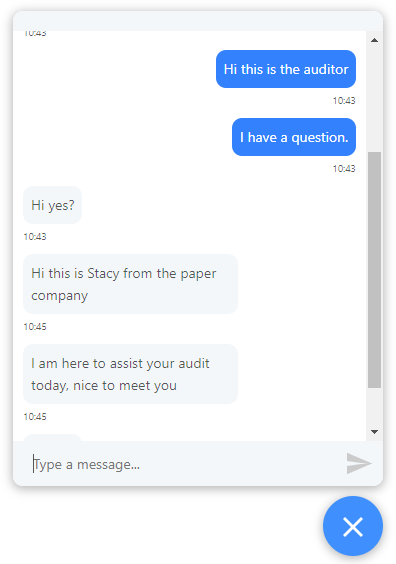 10:43
Hi this is the auditor
10:43
I have a question.
10:43
Hi yes?
10:43
Hi this is Stacy from the paper
company
10:45
I am here to assist your audit
today, nice to meet you
10:45
Type a message...